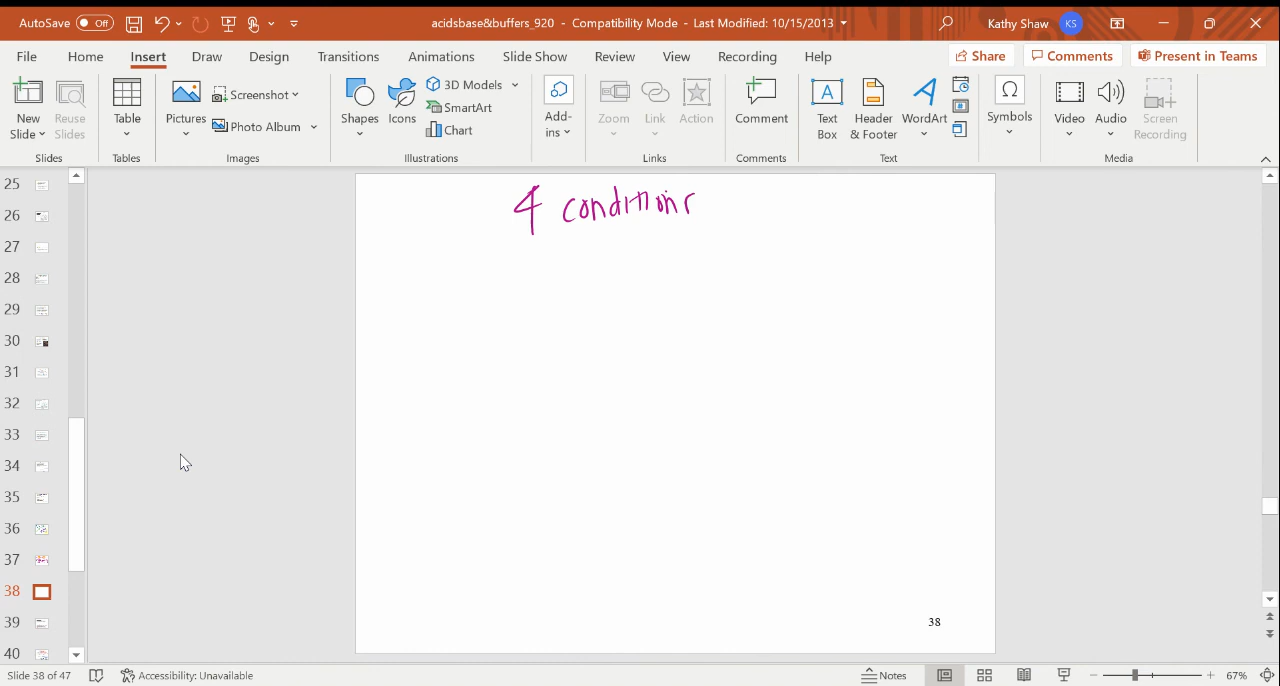 AutoSave Off acidsbase&buffers_920 - Compatibility Mode - Last Modified: 10/15/2013 Kathy Shaw KS
File Home Insert Draw Design Transitions Animations Slide Show Review View Recording Help Share Comments Present in Teams
New Slide
Reuse Slides
Table
Pictures
Screenshot
Photo Album
Shapes
Icons
3D Models
SmartArt
Chart
Add-ins
Zoom
Link
Action
Comment
Text Box
Header & Footer
WordArt
Symbols
Video
Audio
Screen Recording
Slides Tables Images Illustrations Links Comments Text Media
25
26
27
28
29
30
31
32
33
34
35
36
37
38
39
40
4 conditions
38
Slide 38 of 47 Accessibility: Unavailable Notes 67%